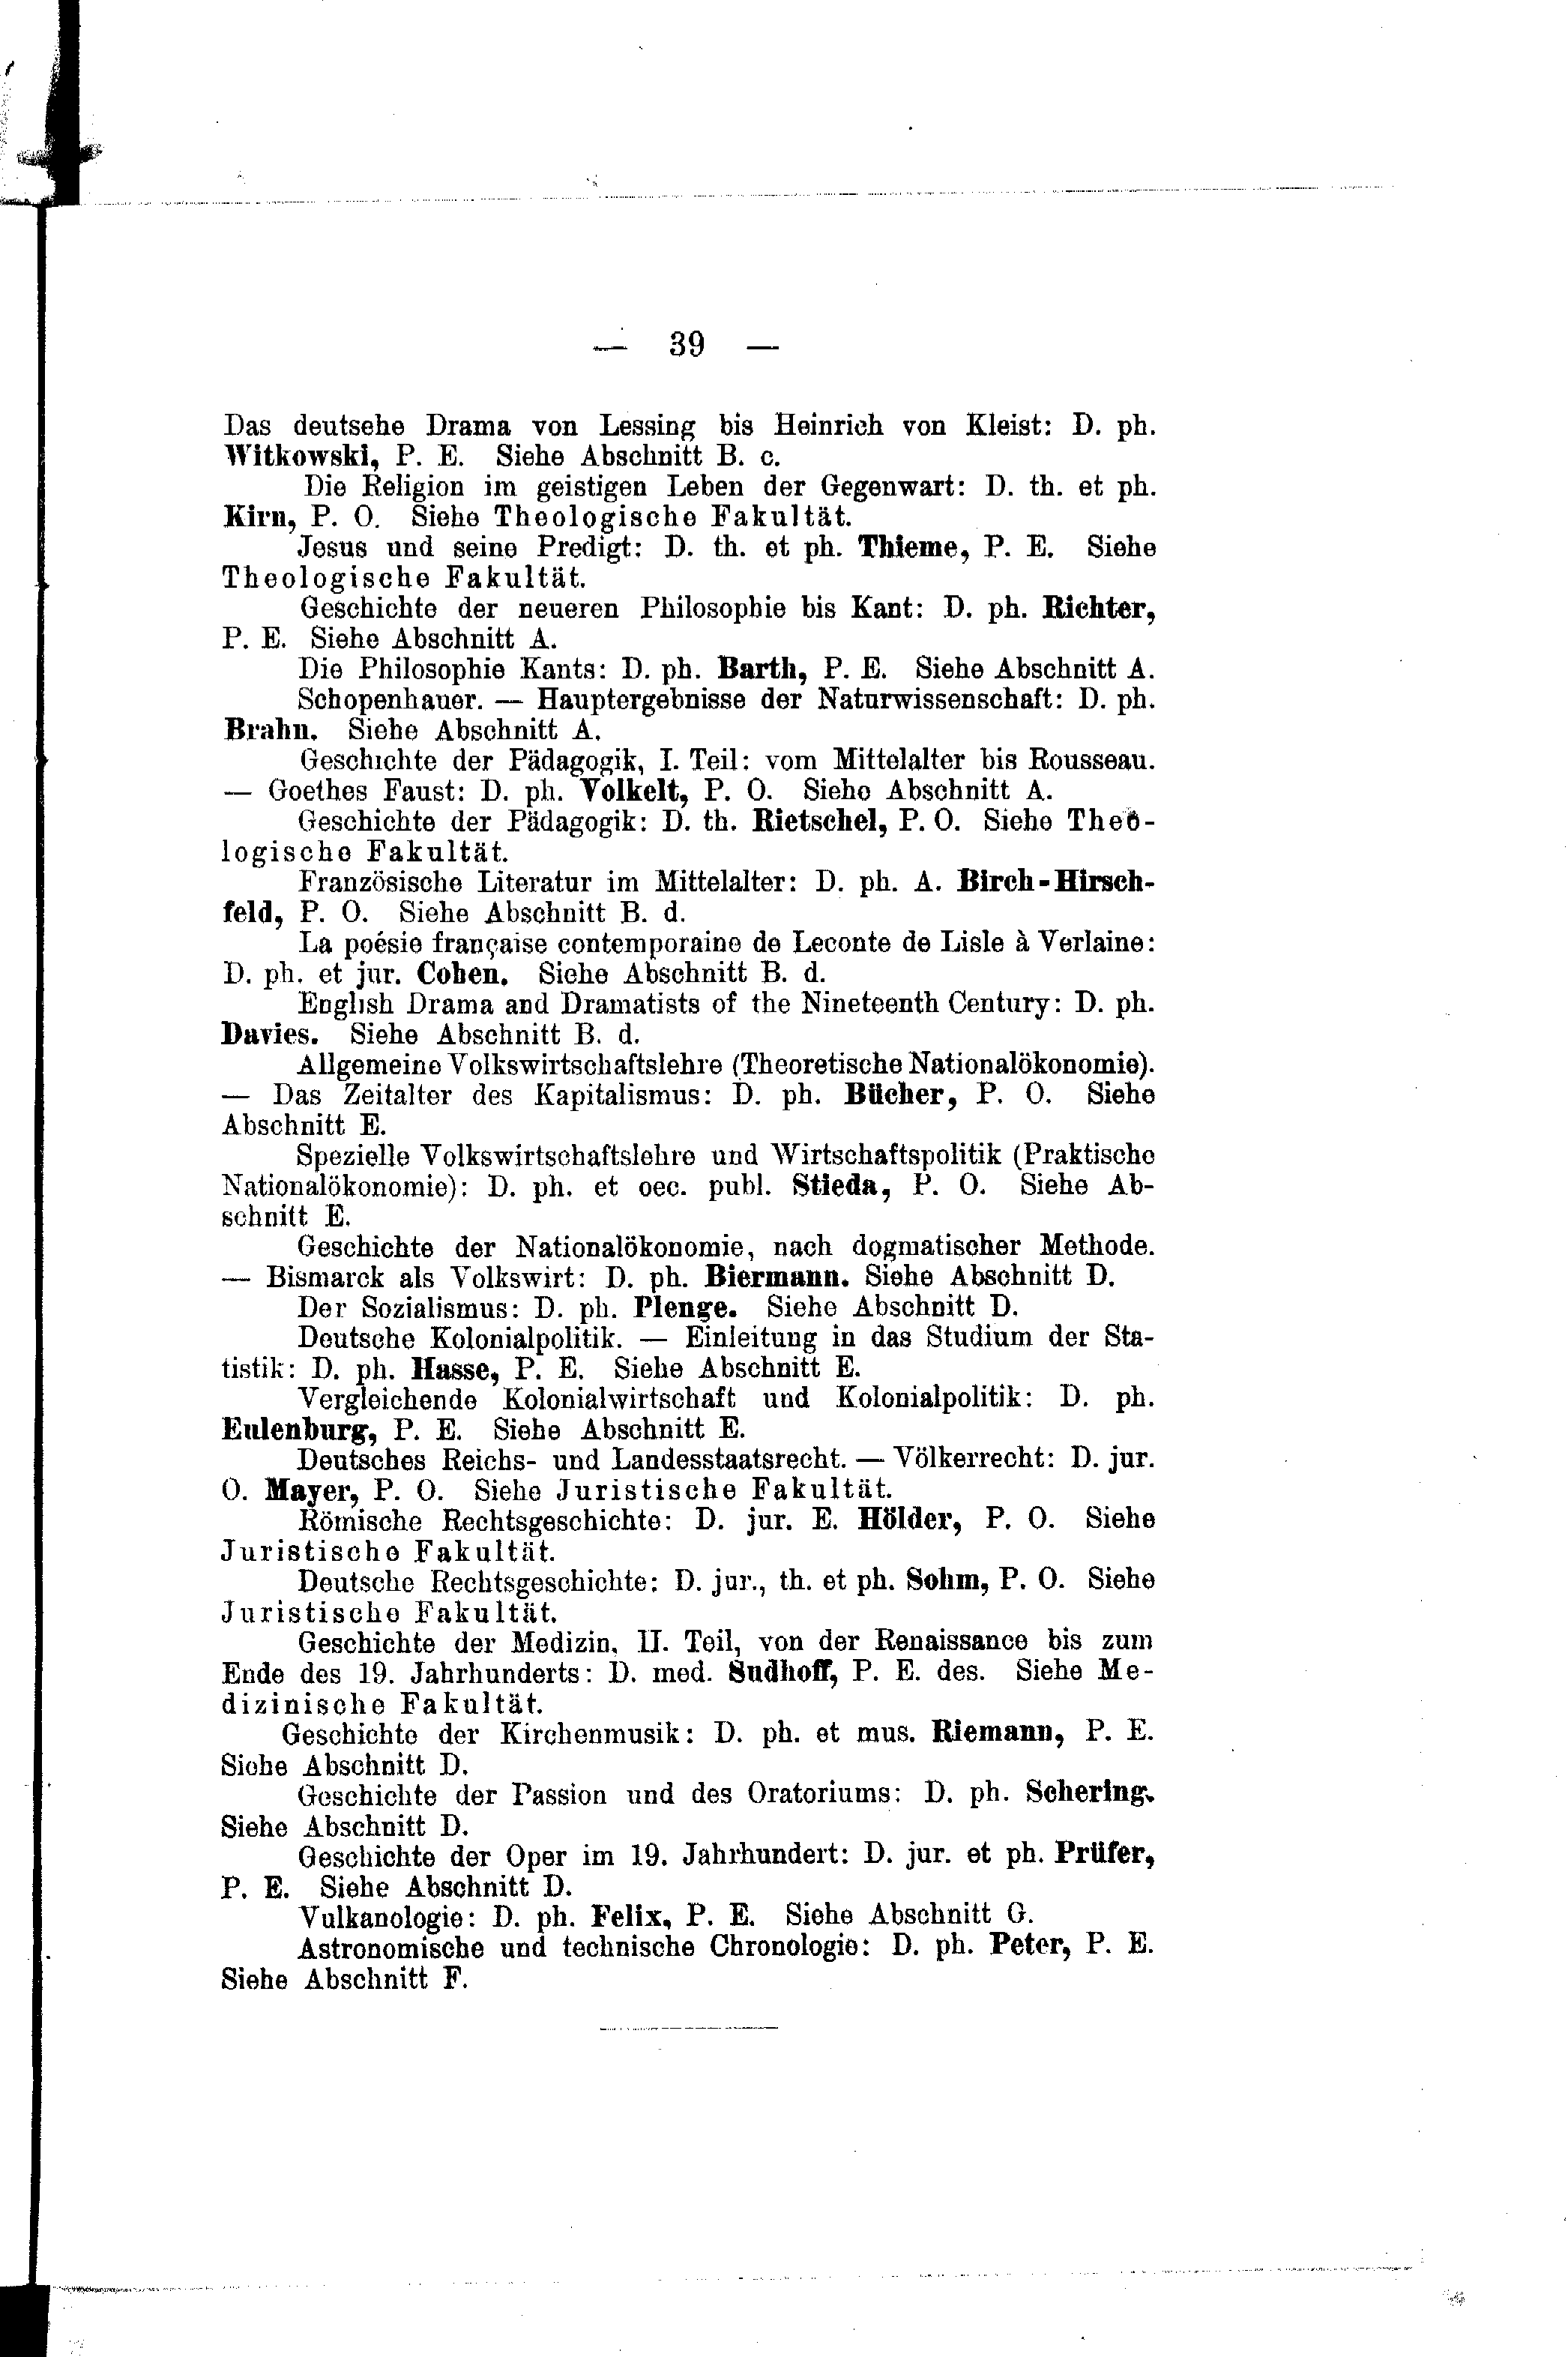 — 39 —
Das deutsche Drama von Lessing bis Heinrich von Kleist: D. ph.
Witkowski, P. E. Siehe Abschnitt B. c.
Die Religion im geistigen Leben der Gegenwart: D. th. et ph.
Kirn, P. O. Siehe Theologische Fakultät.
Jesus und seine Predigt: D. th. et ph. Thieme, P. E. Siehe
Theologische Fakultät.
Geschichte der neueren Philosophie bis Kant: D. ph. Richter,
P. E. Siehe Abschnitt A.
Die Philosophie Kants: D. ph. Barth, P. E. Siehe Abschnitt A.
Schopenhauer. — Hauptergebnisse der Naturwissenschaft: D. ph.
Brahn. Siehe Abschnitt A.
Geschichte der Pädagogik, I. Teil: vom Mittelalter bis Rousseau.
— Goethes Faust: D. ph. Volkelt, P. O. Siehe Abschnitt A.
Geschichte der Pädagogik: D. th. Rietschel, P. O. Siehe Theo-
logische Fakultät.
Französische Literatur im Mittelalter: D. ph. A. Birch-Hirsch-
feld, P. O. Siehe Abschnitt B. d.
La poésie française contemporaine de Leconte de Lisle à Verlaine:
D. ph. et jur. Cohen. Siehe Abschnitt B. d.
English Drama and Dramatists of the Nineteenth Century: D. ph.
Davies. Siehe Abschnitt B. d.
Allgemeine Volkswirtschaftslehre (Theoretische Nationalökonomie).
— Das Zeitalter des Kapitalismus: D. ph. Bücher, P. O. Siehe
Abschnitt E.
Spezielle Volkswirtschaftslehre und Wirtschaftspolitik (Praktische
Nationalökonomie): D. ph. et oec. publ. Stieda, P. O. Siehe Ab-
schnitt E.
Geschichte der Nationalökonomie, nach dogmatischer Methode.
— Bismarck als Volkswirt: D. ph. Biermann. Siehe Abschnitt D.
Der Sozialismus: D. ph. Plenge. Siehe Abschnitt D.
Deutsche Kolonialpolitik. — Einleitung in das Studium der Sta-
tistik: D. ph. Hasse, P. E. Siehe Abschnitt E.
Vergleichende Kolonialwirtschaft und Kolonialpolitik: D. ph.
Eulenburg, P. E. Siehe Abschnitt E.
Deutsches Reichs- und Landesstaatsrecht. — Völkerrecht: D. jur.
O. Mayer, P. O. Siehe Juristische Fakultät.
Römische Rechtsgeschichte: D. jur. E. Hölder, P. O. Siehe
Juristische Fakultät.
Deutsche Rechtsgeschichte: D. jur., th. et ph. Sohm, P. O. Siehe
Juristische Fakultät.
Geschichte der Medizin, II. Teil, von der Renaissance bis zum
Ende des 19. Jahrhunderts: D. med. Sudhoff, P. E. des. Siehe Me-
dizinische Fakultät.
Geschichte der Kirchenmusik: D. ph. et mus. Riemann, P. E.
Siehe Abschnitt D.
Geschichte der Passion und des Oratoriums: D. ph. Schering.
Siehe Abschnitt D.
Geschichte der Oper im 19. Jahrhundert: D. jur. et ph. Prüfer,
P. E. Siehe Abschnitt D.
Vulkanologie: D. ph. Felix, P. E. Siehe Abschnitt G.
Astronomische und technische Chronologie: D. ph. Peter, P. E.
Siehe Abschnitt F.